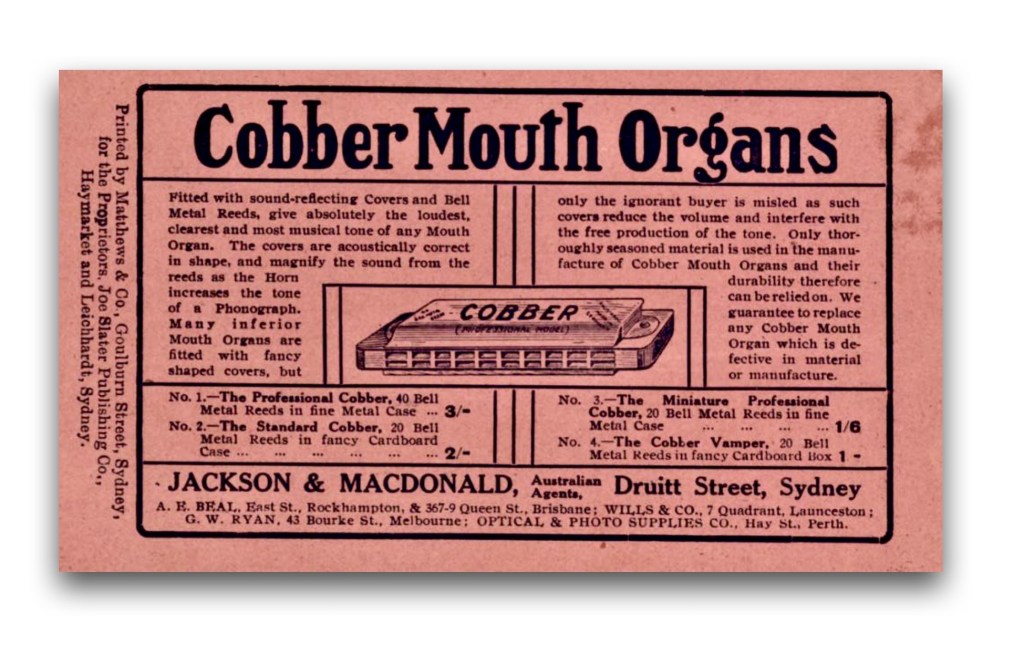 Cobber Mouth Organs
Fitted with sound-reflecting Covers and Bell
Metal Reeds, give absolutely the loudest,
clearest and most musical tone of any Mouth
Organ. The covers are acoustically correct
in shape, and magnify the sound from the
reeds as the Horn
increases the tone
of a Phonograph.
Many inferior
Mouth Organs are
fitted with fancy
shaped covers, but
only the ignorant buyer is misled as such
covers reduce the volume and interfere with
the free production of the tone. Only thor-
oughly seasoned material is used in the manu-
facture of Cobber Mouth Organs and their
durability therefore
can be relied on. We
guarantee to replace
any Cobber Mouth
Organ which is de-
fective in material
or manufacture.
COBBER
(PROFESSIONAL MODEL)
No. 1.—The Professional Cobber, 40 Bell
Metal Reeds in fine Metal Case ... 3/-
No. 2.—The Standard Cobber, 20 Bell
Metal Reeds in fancy Cardboard
Case ... ... ... ... ... ... 2/-
No. 3.—The Miniature Professional
Cobber, 20 Bell Metal Reeds in fine
Metal Case ... ... ... ... 1/6
No. 4.—The Cobber Vamper, 20 Bell
Metal Reeds in fancy Cardboard Box 1 -
JACKSON & MACDONALD, Australian Agents, Druitt Street, Sydney
A. E. BEAL, East St., Rockhampton, & 367-9 Queen St., Brisbane; WILLS & CO., 7 Quadrant, Launceston;
G. W. RYAN, 43 Bourke St., Melbourne; OPTICAL & PHOTO SUPPLIES CO., Hay St., Perth.
Printed by Matthews & Co., Goulburn Street, Sydney,
for the Proprietors, Joe Slater Publishing Co.,
Haymarket and Leichhardt, Sydney.